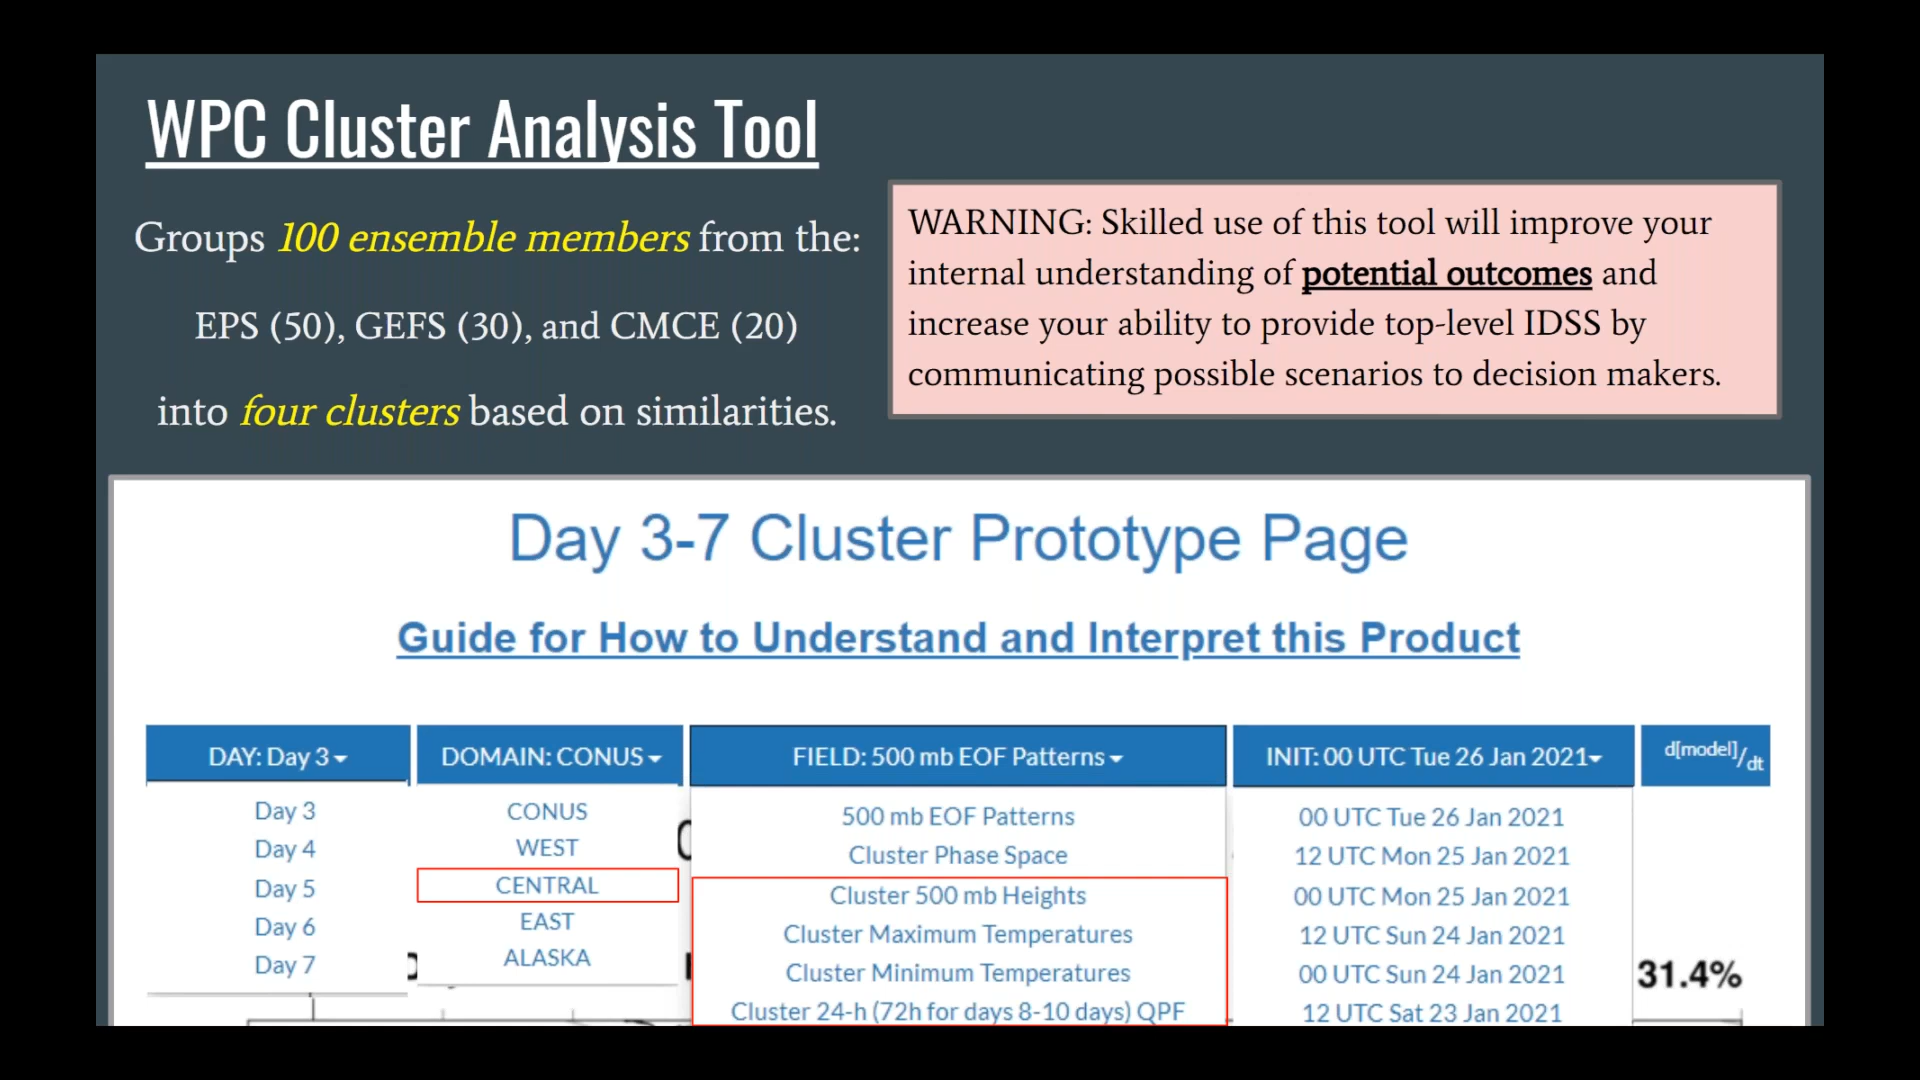 WPC Cluster Analysis Tool
Groups 100 ensemble members from the:
EPS (50), GEFS (30), and CMCE (20)
into four clusters based on similarities.
WARNING: Skilled use of this tool will improve your
internal understanding of potential outcomes and
increase your ability to provide top-level IDSS by
communicating possible scenarios to decision makers.
Day 3-7 Cluster Prototype Page
Guide for How to Understand and Interpret this Product
DAY: Day 3
Day 3
Day 4
Day 5
Day 6
Day 7
DOMAIN: CONUS
CONUS
WEST
CENTRAL
EAST
ALASKA
FIELD: 500 mb EOF Patterns
500 mb EOF Patterns
Cluster Phase Space
Cluster 500 mb Heights
Cluster Maximum Temperatures
Cluster Minimum Temperatures
Cluster 24-h (72h for days 8-10 days) QPF
INIT: 00 UTC Tue 26 Jan 2021
00 UTC Tue 26 Jan 2021
12 UTC Mon 25 Jan 2021
00 UTC Mon 25 Jan 2021
12 UTC Sun 24 Jan 2021
00 UTC Sun 24 Jan 2021
12 UTC Sat 23 Jan 2021
d[model]/dt
31.4%